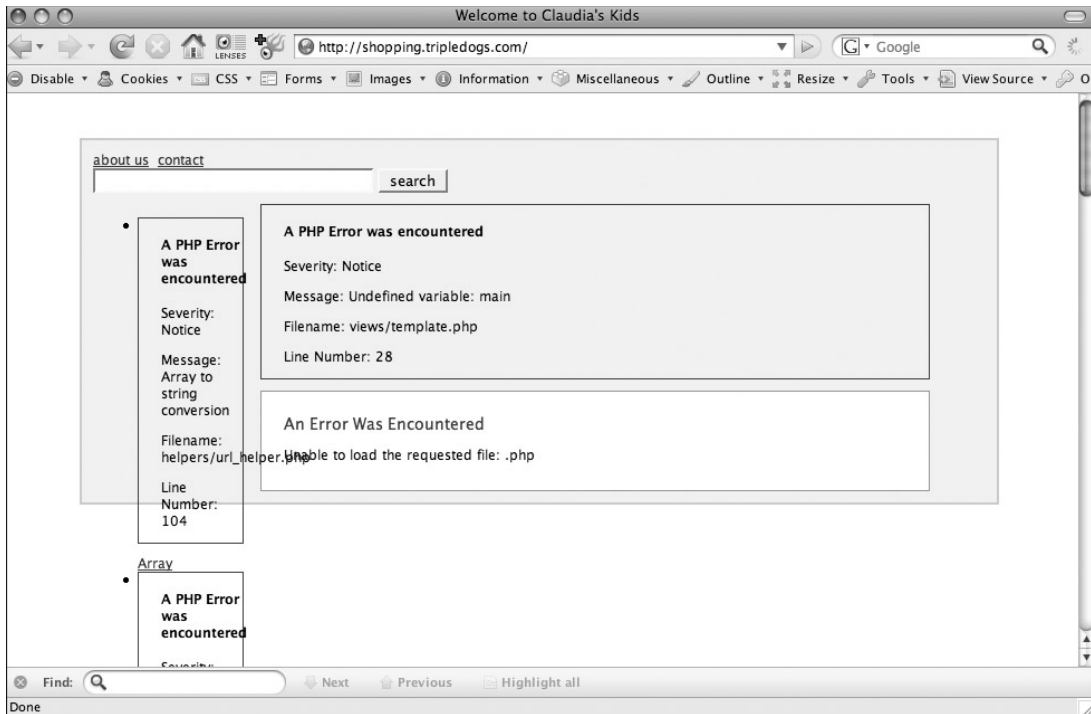 Welcome to Claudia's Kids
LENSES
http://shopping.tripledogs.com/
G
Google
Disable Cookies CSS Forms Images Information Miscellaneous Outline Resize Tools View Source O
about us contact
search
A PHP Error
was
encountered
Severity:
Notice
Message:
Array to
string
conversion
Filename:
helpers/url_helper.php
Line
Number:
104
Array
A PHP Error
was
encountered
Severity:
A PHP Error was encountered
Severity: Notice
Message: Undefined variable: main
Filename: views/template.php
Line Number: 28
An Error Was Encountered
Unable to load the requested file: .php
Find: Next Previous Highlight all
Done